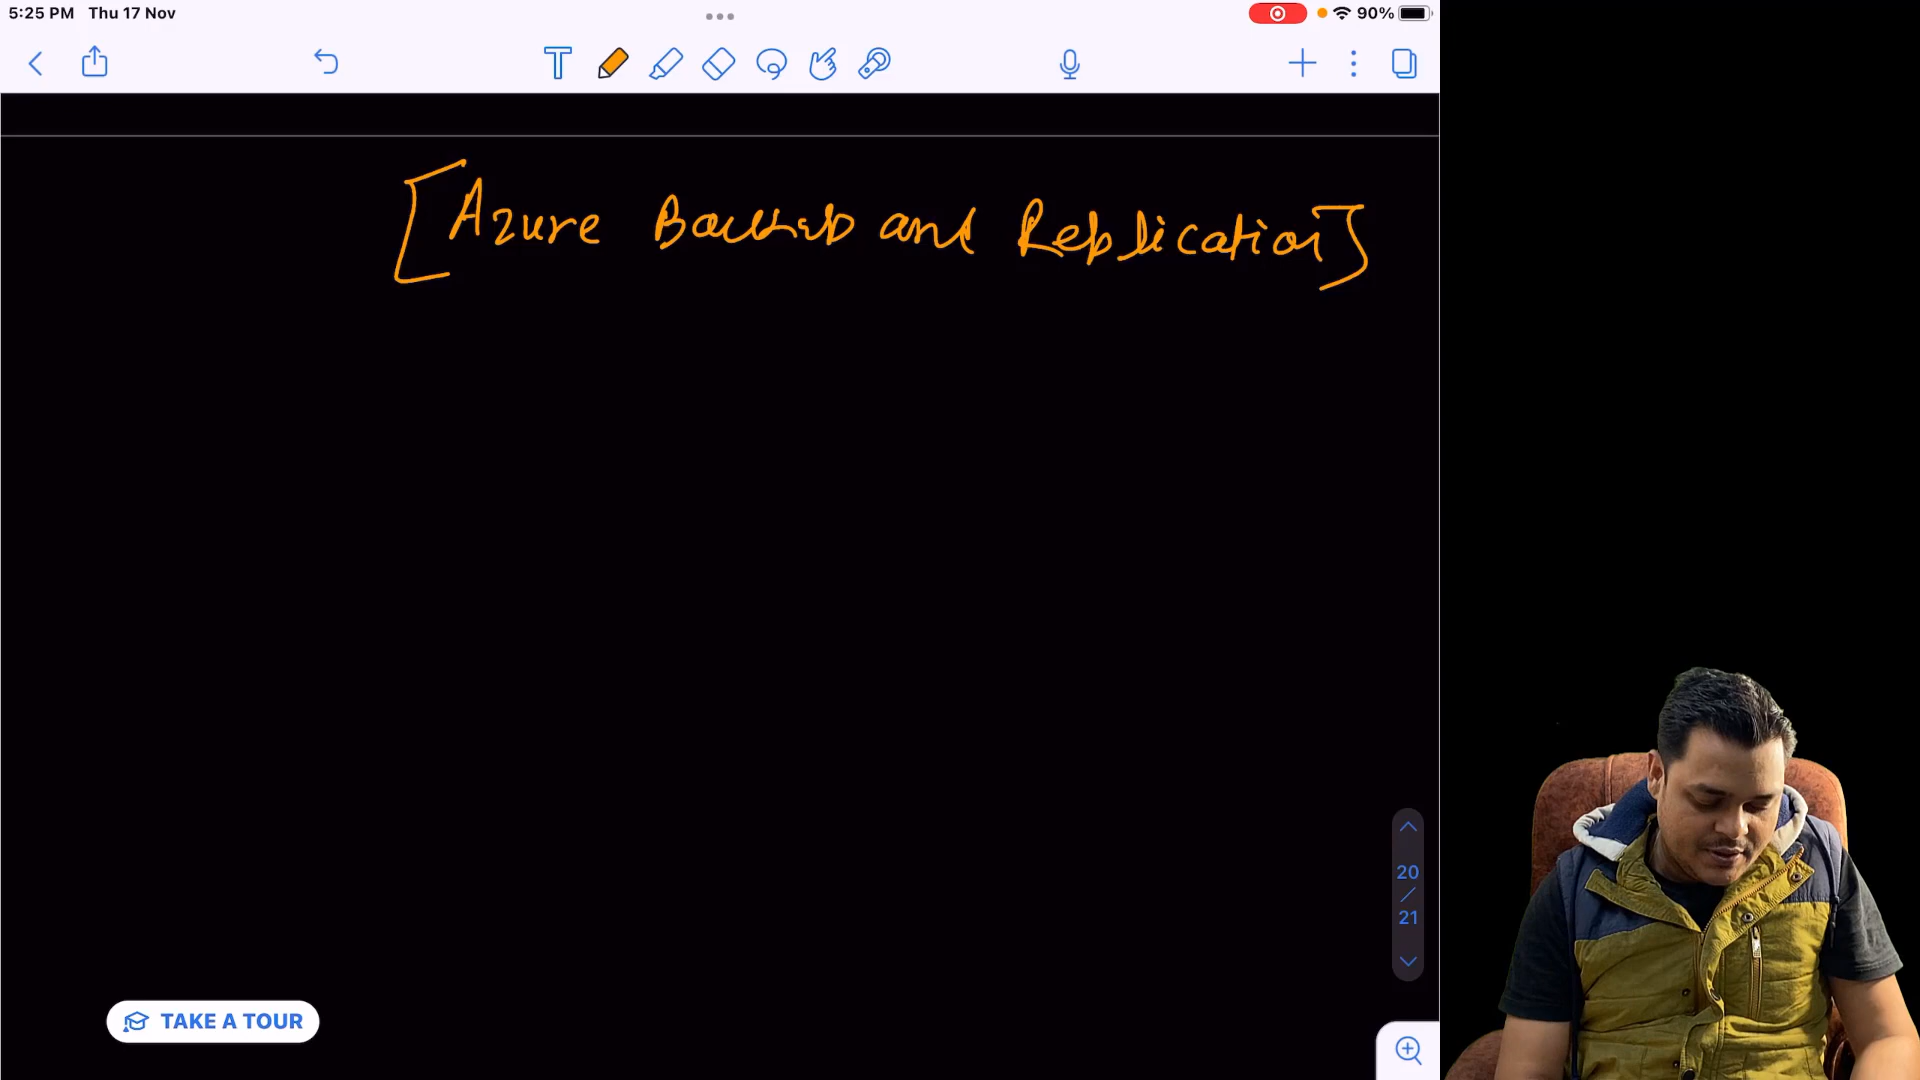 5:25 PM Thu 17 Nov
90%
T
[Azure Backup and Replication]
20
/
21
TAKE A TOUR